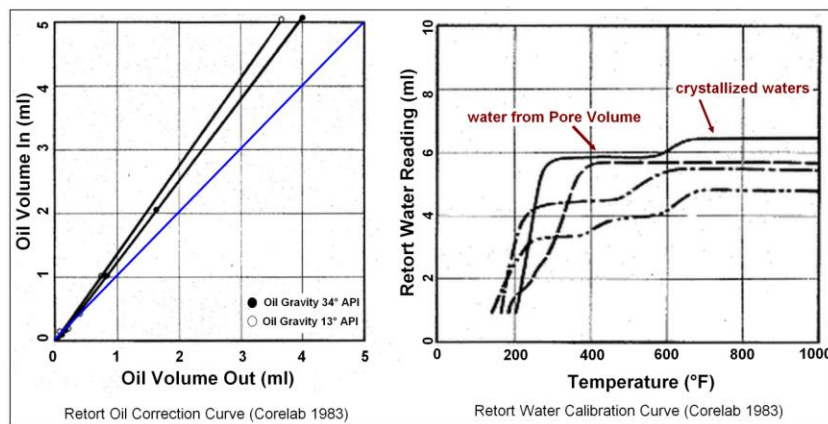 5
4
3
2
1
0
0
1
2
3
4
5
Oil Volume In (ml)
Oil Volume Out (ml)
● Oil Gravity 34° API
○ Oil Gravity 13° API
Retort Oil Correction Curve (Corelab 1983)
10
8
6
4
2
0
0
200
400
600
800
1000
Retort Water Reading (ml)
Temperature (°F)
water from Pore Volume
crystallized waters
Retort Water Calibration Curve (Corelab 1983)